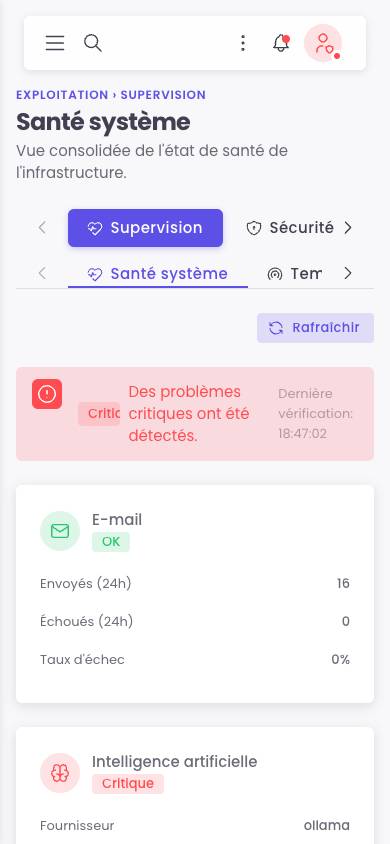 EXPLOITATION › SUPERVISION
Santé système
Vue consolidée de l'état de santé de
l'infrastructure.
Supervision
Sécurité
Santé système
Rafraîchir
Des problèmes
critiques ont été
détectés.
Dernière
vérification:
18:47:02
E-mail
OK
Envoyés (24h)
16
Échoués (24h)
0
Taux d'échec
0%
Intelligence artificielle
Critique
Fournisseur
ollama